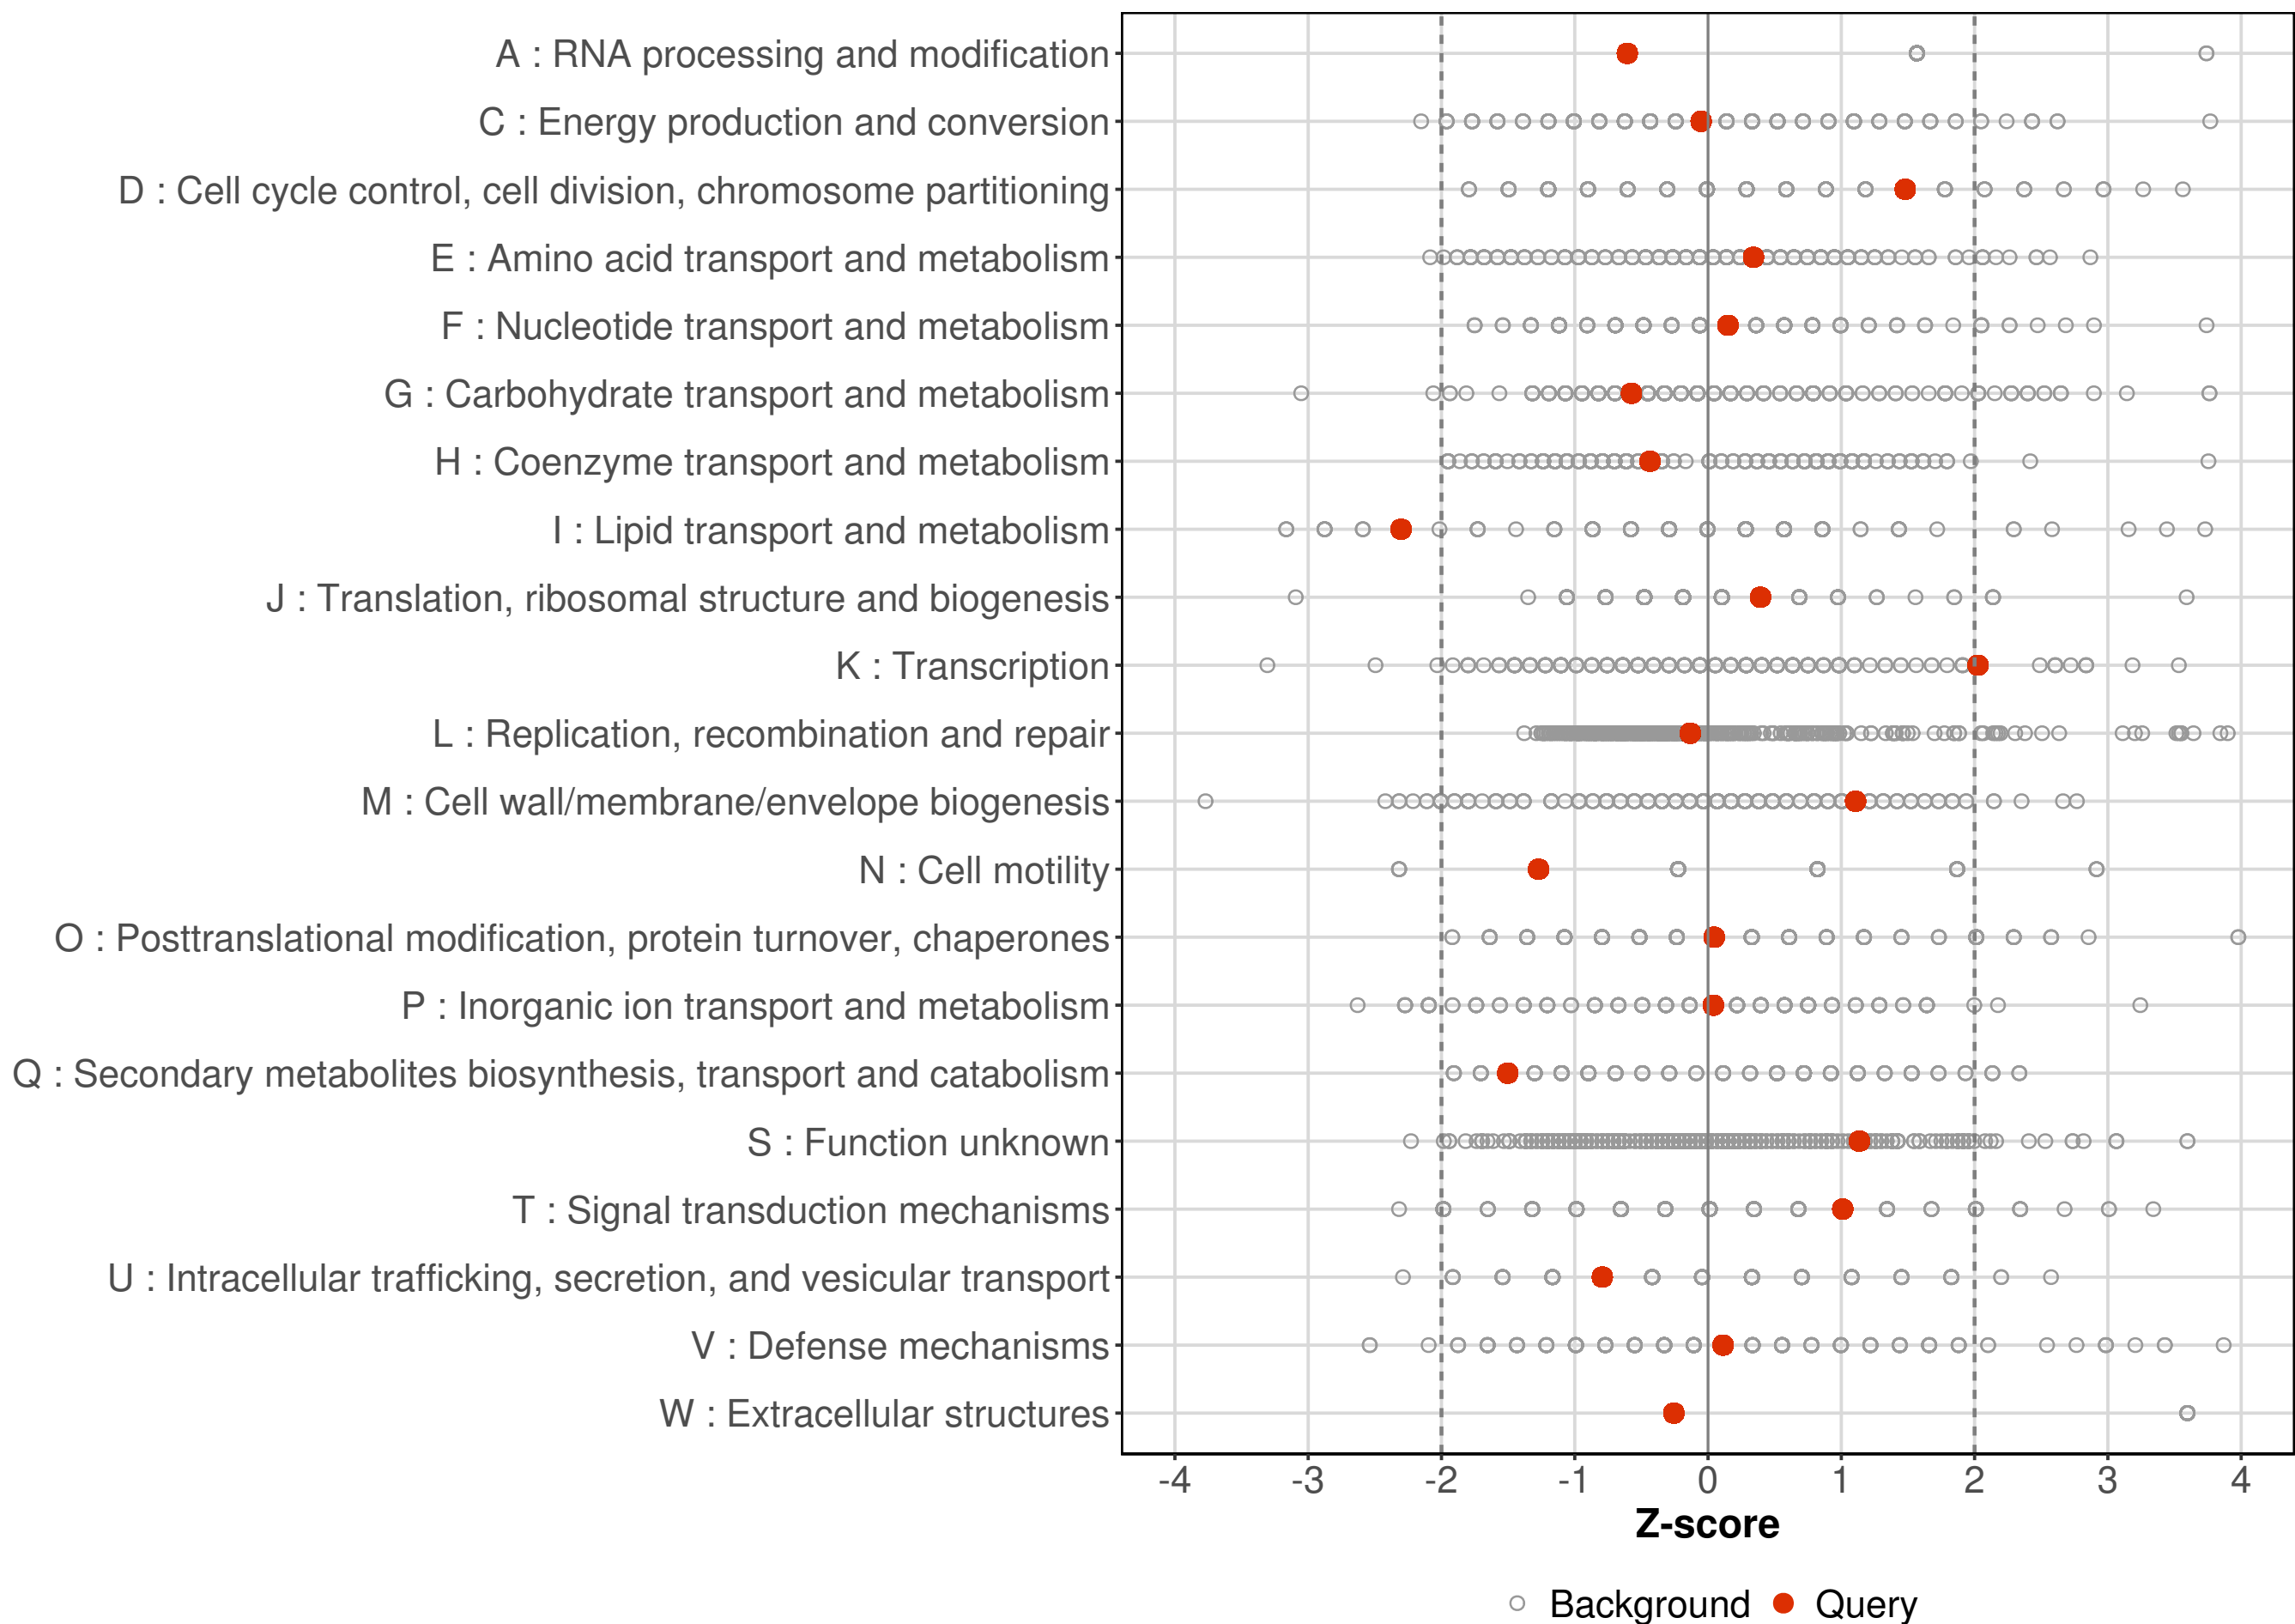 A : RNA processing and modification
C : Energy production and conversion
D : Cell cycle control, cell division, chromosome partitioning
E : Amino acid transport and metabolism
F : Nucleotide transport and metabolism
G : Carbohydrate transport and metabolism
H : Coenzyme transport and metabolism
I : Lipid transport and metabolism
J : Translation, ribosomal structure and biogenesis
K : Transcription
L : Replication, recombination and repair
M : Cell wall/membrane/envelope biogenesis
N : Cell motility
O : Posttranslational modification, protein turnover, chaperones
P : Inorganic ion transport and metabolism
Q : Secondary metabolites biosynthesis, transport and catabolism
S : Function unknown
T : Signal transduction mechanisms
U : Intracellular trafficking, secretion, and vesicular transport
V : Defense mechanisms
W : Extracellular structures
-4 -3 -2 -1 0 1 2 3 4
Z-score
Background Query